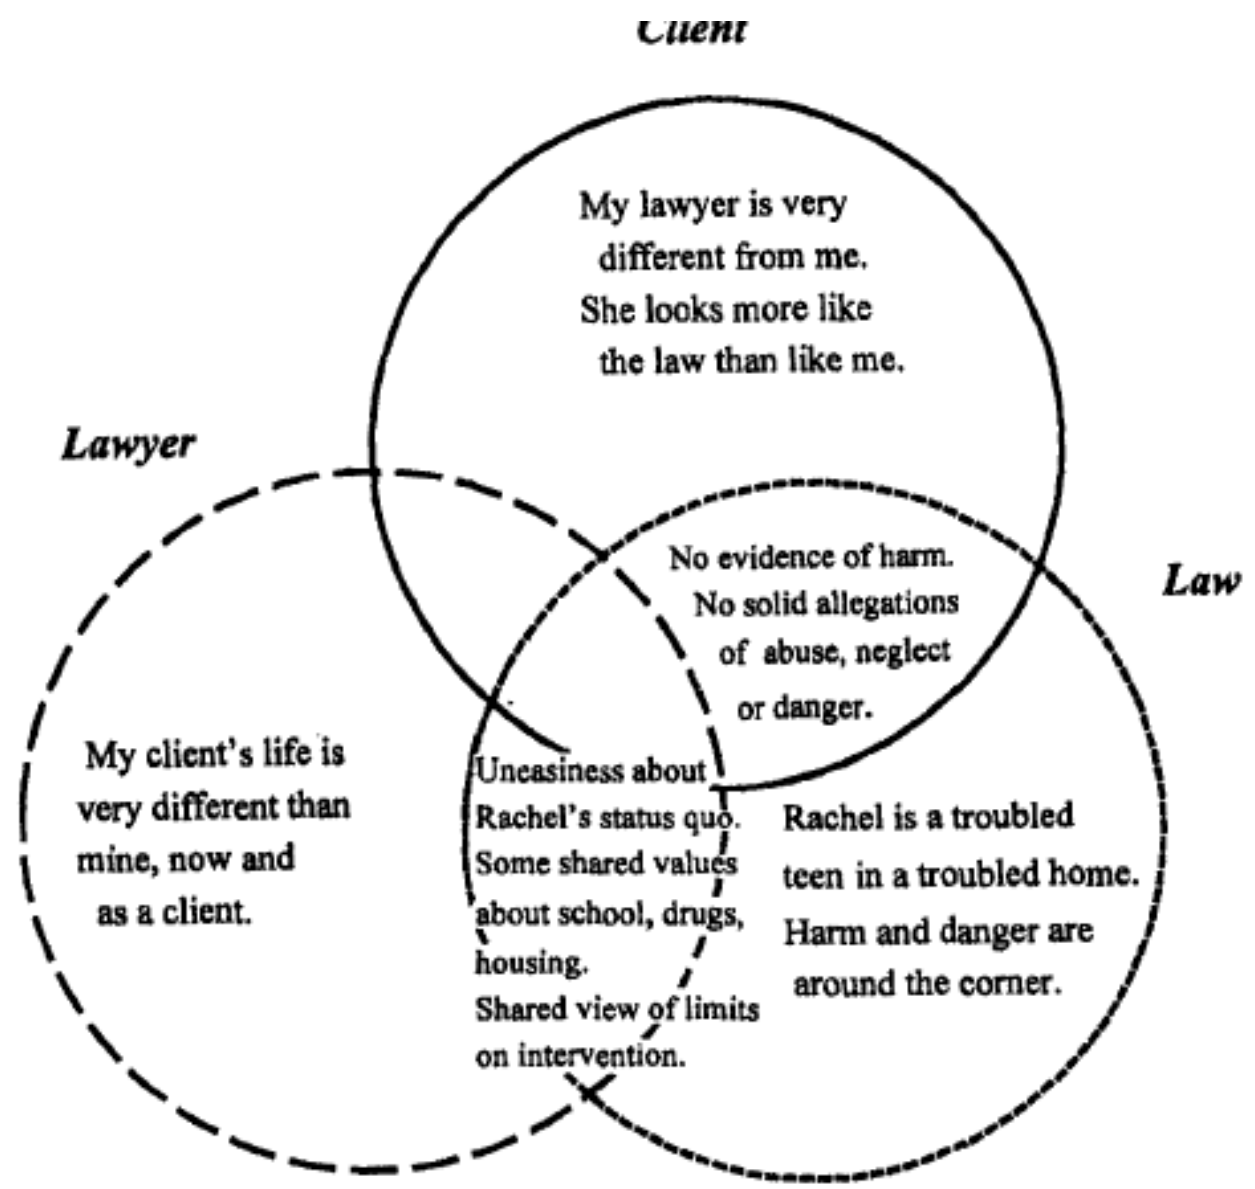 Client
My lawyer is very
different from me.
She looks more like
the law than like me.
Lawyer
No evidence of harm.
No solid allegations
of abuse, neglect
or danger.
Law
My client's life is
very different than
mine, now and
as a client.
Uneasiness about
Rachel's status quo.
Some shared values
about school, drugs,
housing.
Shared view of limits
on intervention.
Rachel is a troubled
teen in a troubled home.
Harm and danger are
around the corner.